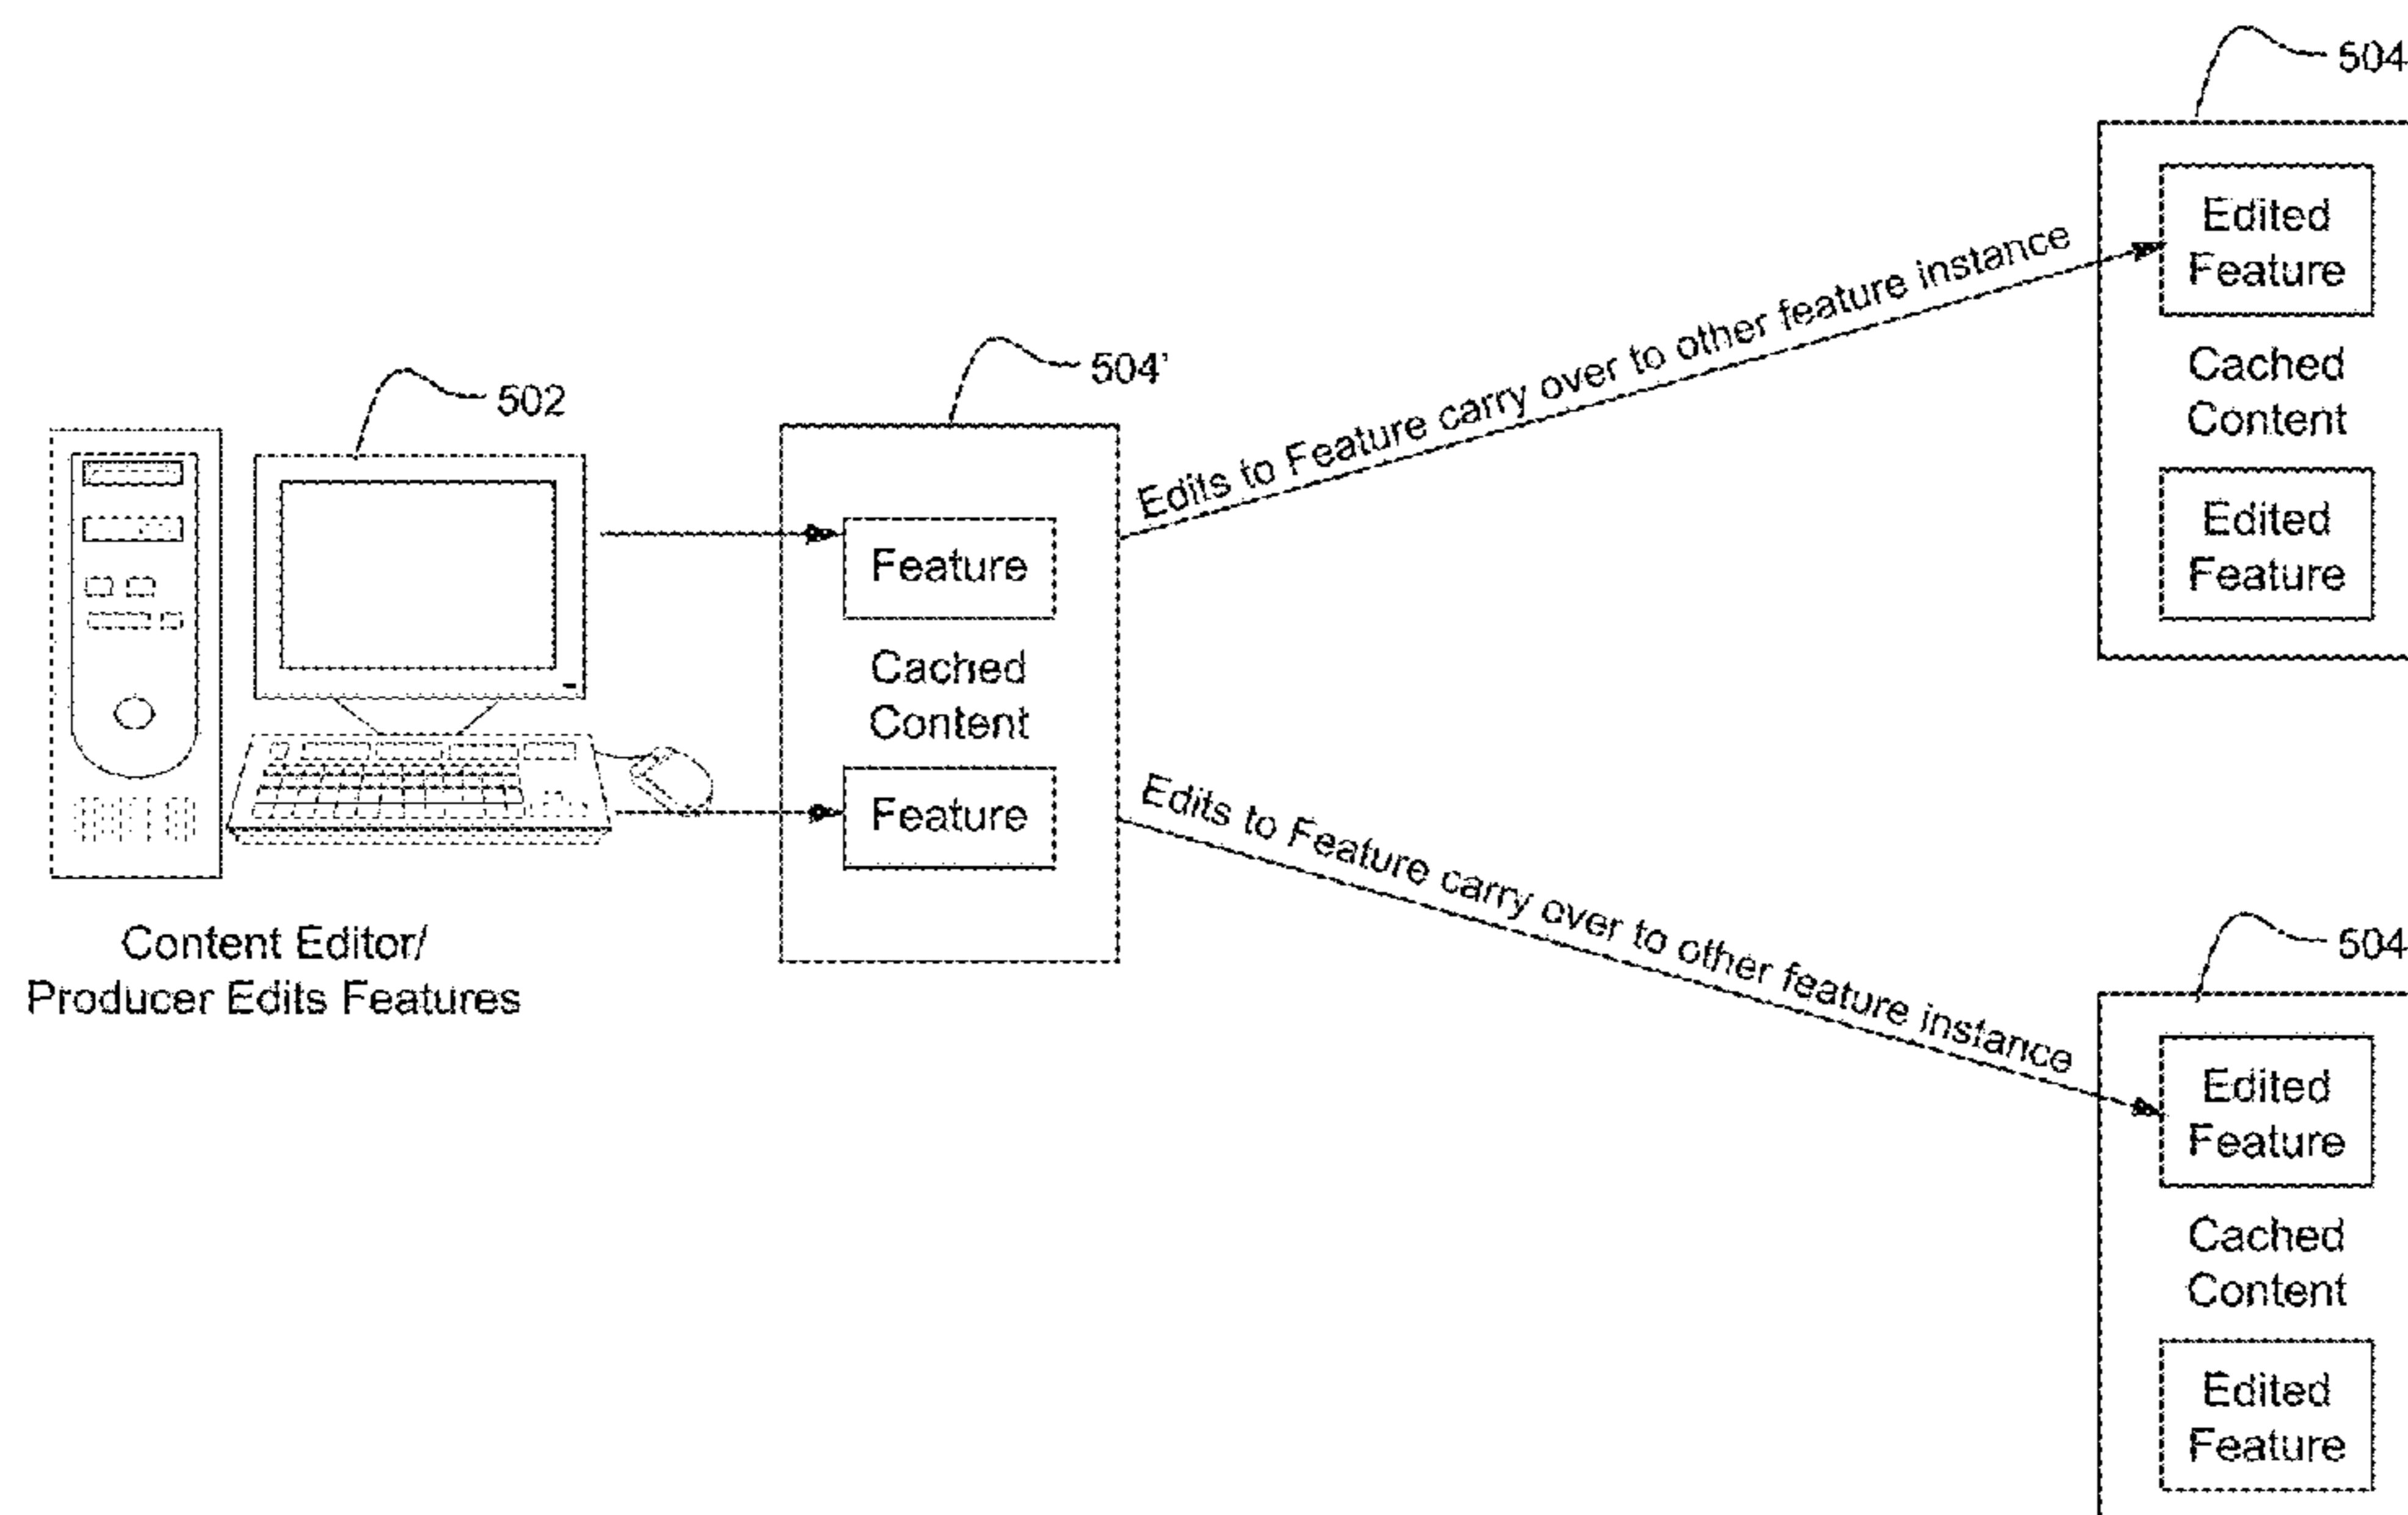 504
Edited
Feature
Cached
Content
Edited
Feature
Edits to Feature carry over to other feature instance
504'
502
Feature
Cached
Content
Feature
Content Editor/
Producer Edits Features
Edits to Feature carry over to other feature instance
504
Edited
Feature
Cached
Content
Edited
Feature